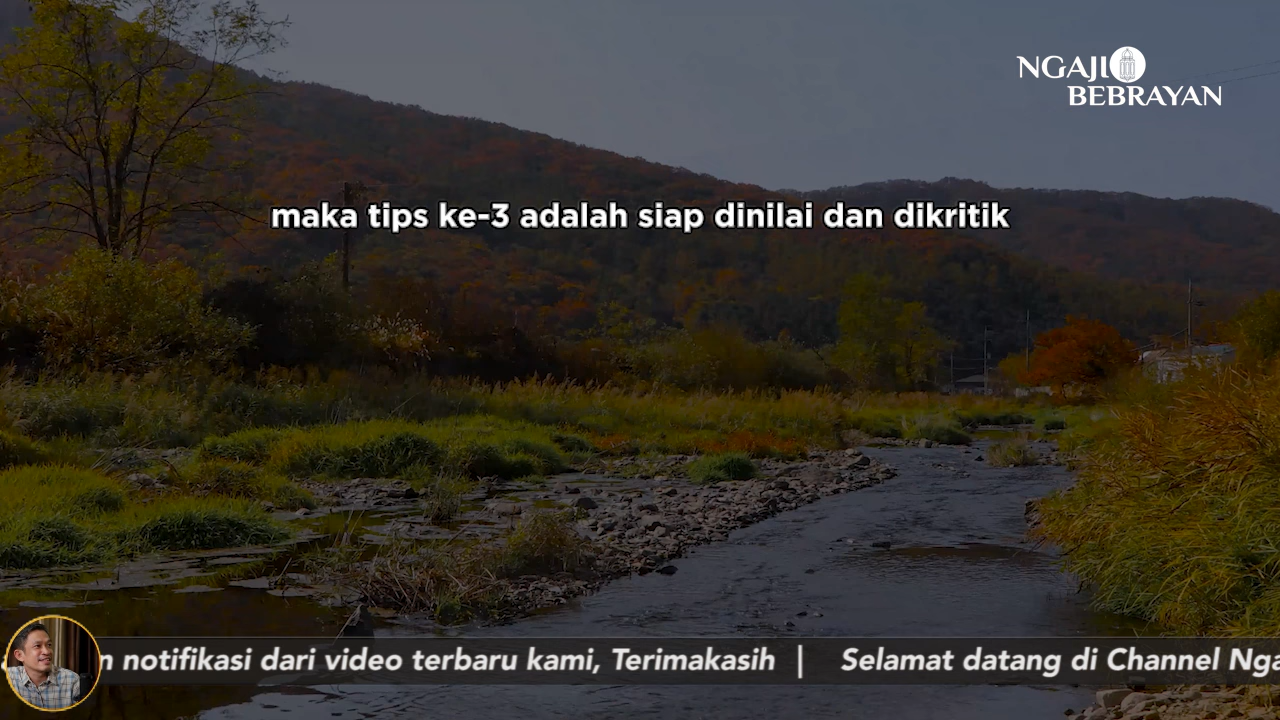 NGAJI
BEBRAYAN
maka tips ke-3 adalah siap dinilai dan dikritik
notifikasi dari video terbaru kami, Terimakasih | Selamat datang di Channel